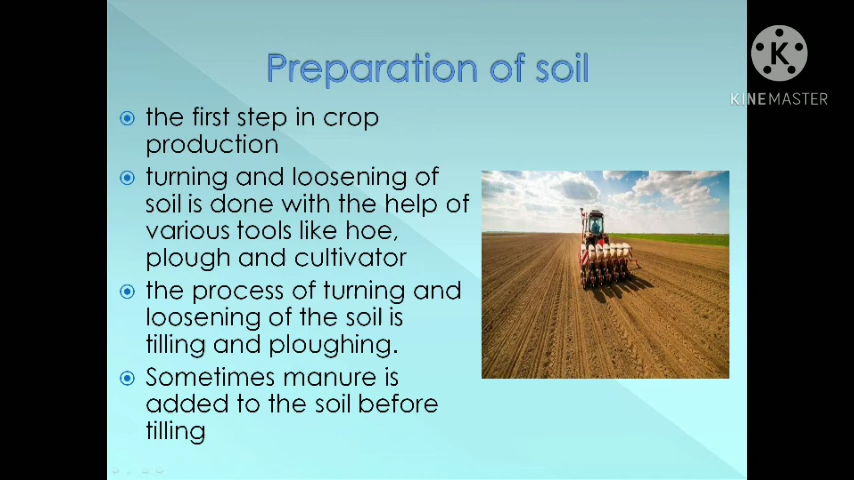 Preparation of soil
K
KINEMASTER
the first step in crop
production
turning and loosening of
soil is done with the help of
various tools like hoe,
plough and cultivator
the process of turning and
loosening of the soil is
tilling and ploughing.
Sometimes manure is
added to the soil before
tilling